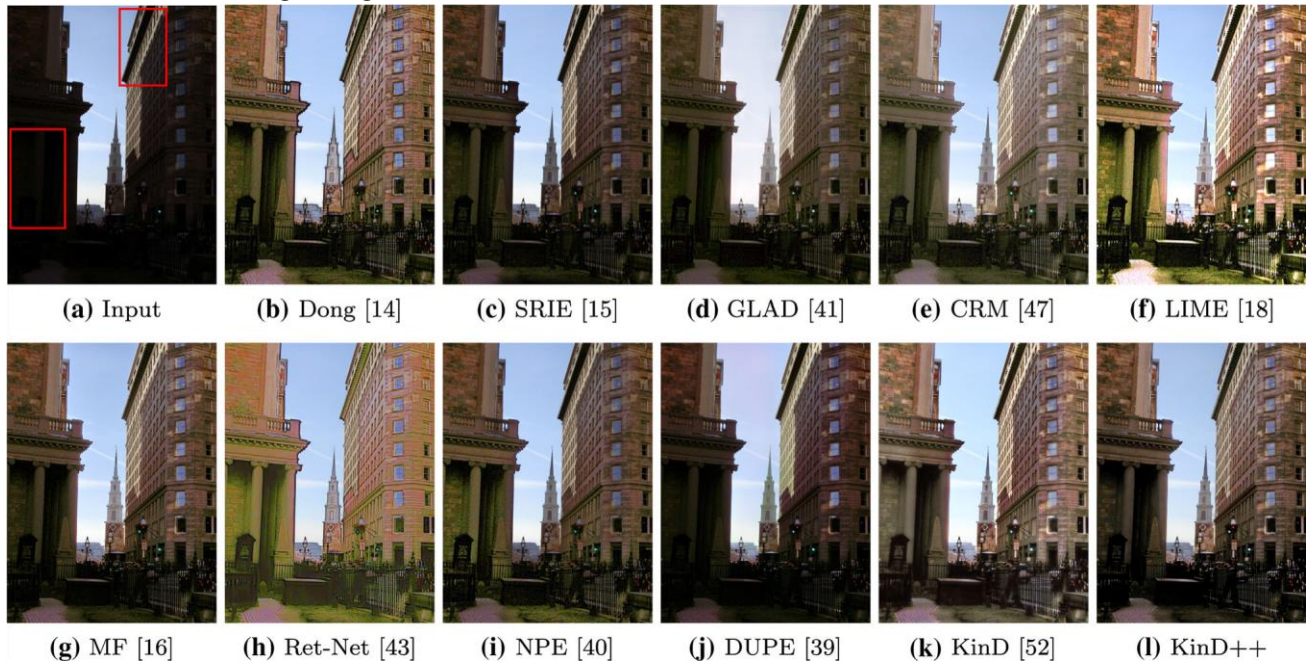 (a) Input (b) Dong [14] (c) SRIE [15] (d) GLAD [41] (e) CRM [47] (f) LIME [18]
(g) MF [16] (h) Ret-Net [43] (i) NPE [40] (j) DUPE [39] (k) KinD [52] (l) KinD++